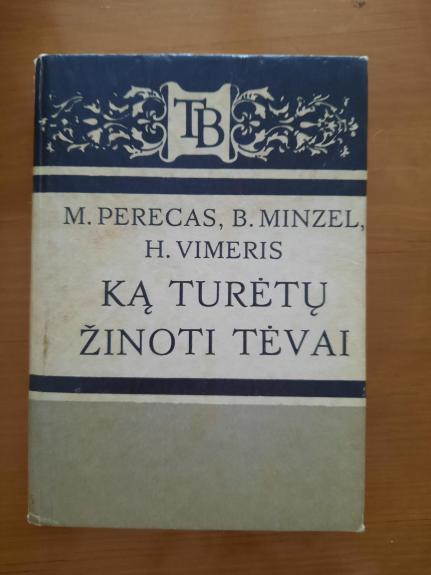 TB
M. PERECAS, B. MINZEL,
H. VIMERIS
KĄ TURĖTŲ
ŽINOTI TĖVAI